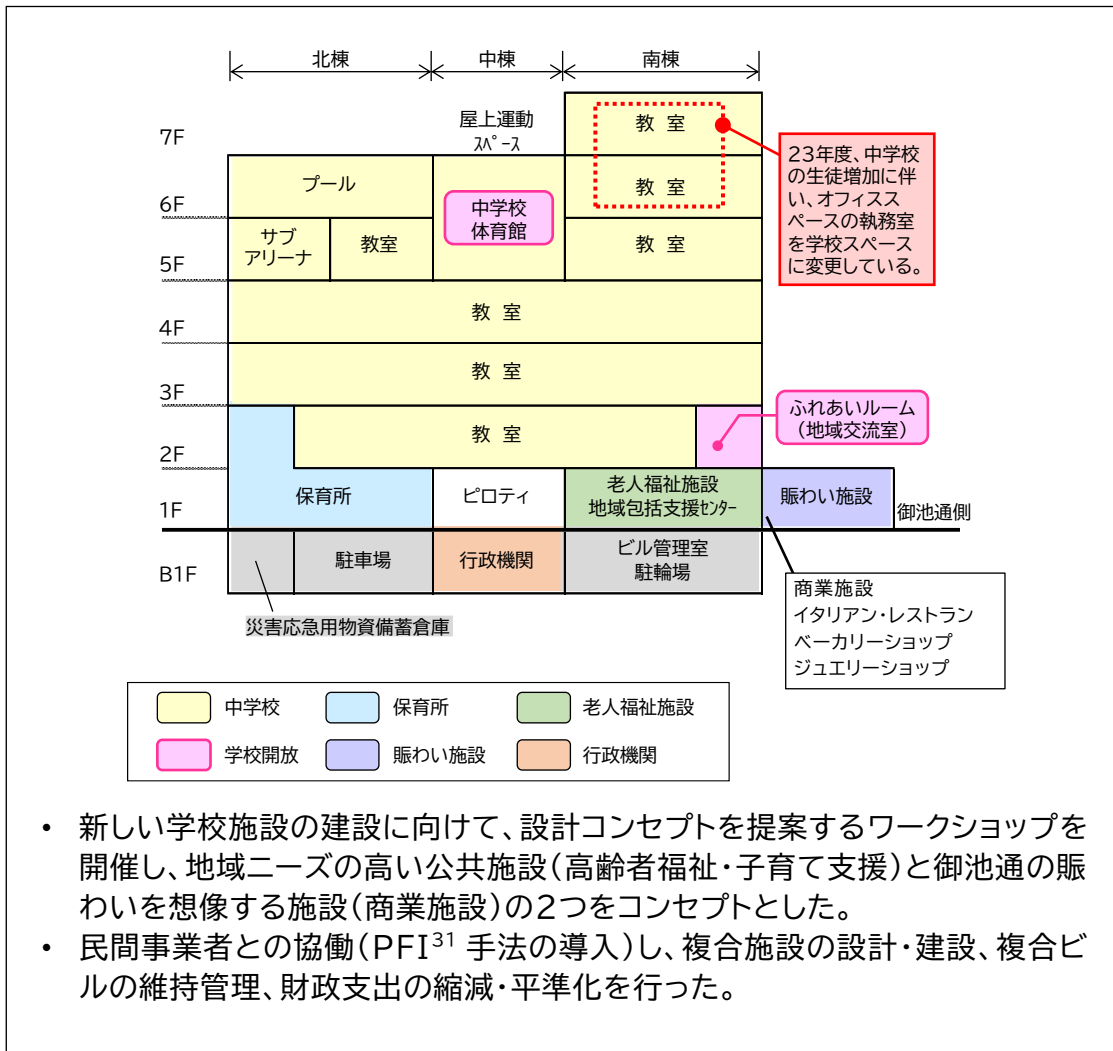 北棟 中棟 南棟
7F
屋上運動
スペース
教 室
23年度、中学校
の生徒増加に伴
い、オフィスス
ペースの執務室
を学校スペース
に変更している。
6F
プール
中学校
体育館
教 室
5F
サブ
アリーナ
教室
教 室
4F
教 室
3F
教 室
2F
教 室
ふれあいルーム
(地域交流室)
1F
保育所
ピロティ
老人福祉施設
地域包括支援センター
賑わい施設
御池通側
B1F
駐車場
行政機関
ビル管理室
駐輪場
災害応急用物資備蓄倉庫
商業施設
イタリアン・レストラン
ベーカリーショップ
ジュエリーショップ
中学校 保育所 老人福祉施設
学校開放 賑わい施設 行政機関
• 新しい学校施設の建設に向けて、設計コンセプトを提案するワークショップを
開催し、地域ニーズの高い公共施設(高齢者福祉・子育て支援)と御池通の賑
わいを想像する施設(商業施設)の2つをコンセプトとした。
• 民間事業者との協働(PFI31 手法の導入)し、複合施設の設計・建設、複合ビ
ルの維持管理、財政支出の縮減・平準化を行った。